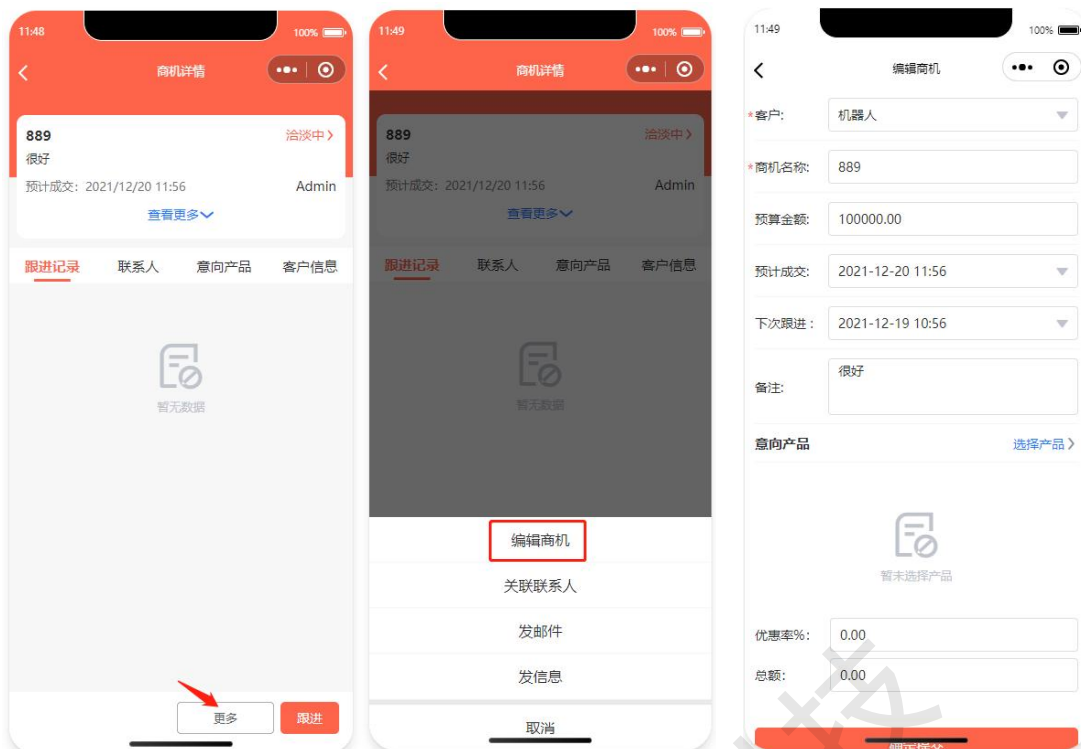 11:48
100%
商机详情
889
洽淡中
很好
预计成交: 2021/12/20 11:56
Admin
查看更多
跟进记录 联系人 意向产品 客户信息
暂无数据
更多
跟进
11:49
100%
商机详情
889
洽淡中
很好
预计成交: 2021/12/20 11:56
Admin
查看更多
跟进记录 联系人 意向产品 客户信息
暂无数据
编辑商机
关联联系人
发邮件
发信息
取消
11:49
100%
编辑商机
*客户: 机器人
*商机名称: 889
预算金额: 100000.00
预计成交: 2021-12-20 11:56
下次跟进: 2021-12-19 10:56
备注: 很好
意向产品
选择产品
暂未选择产品
优惠率%: 0.00
总额: 0.00